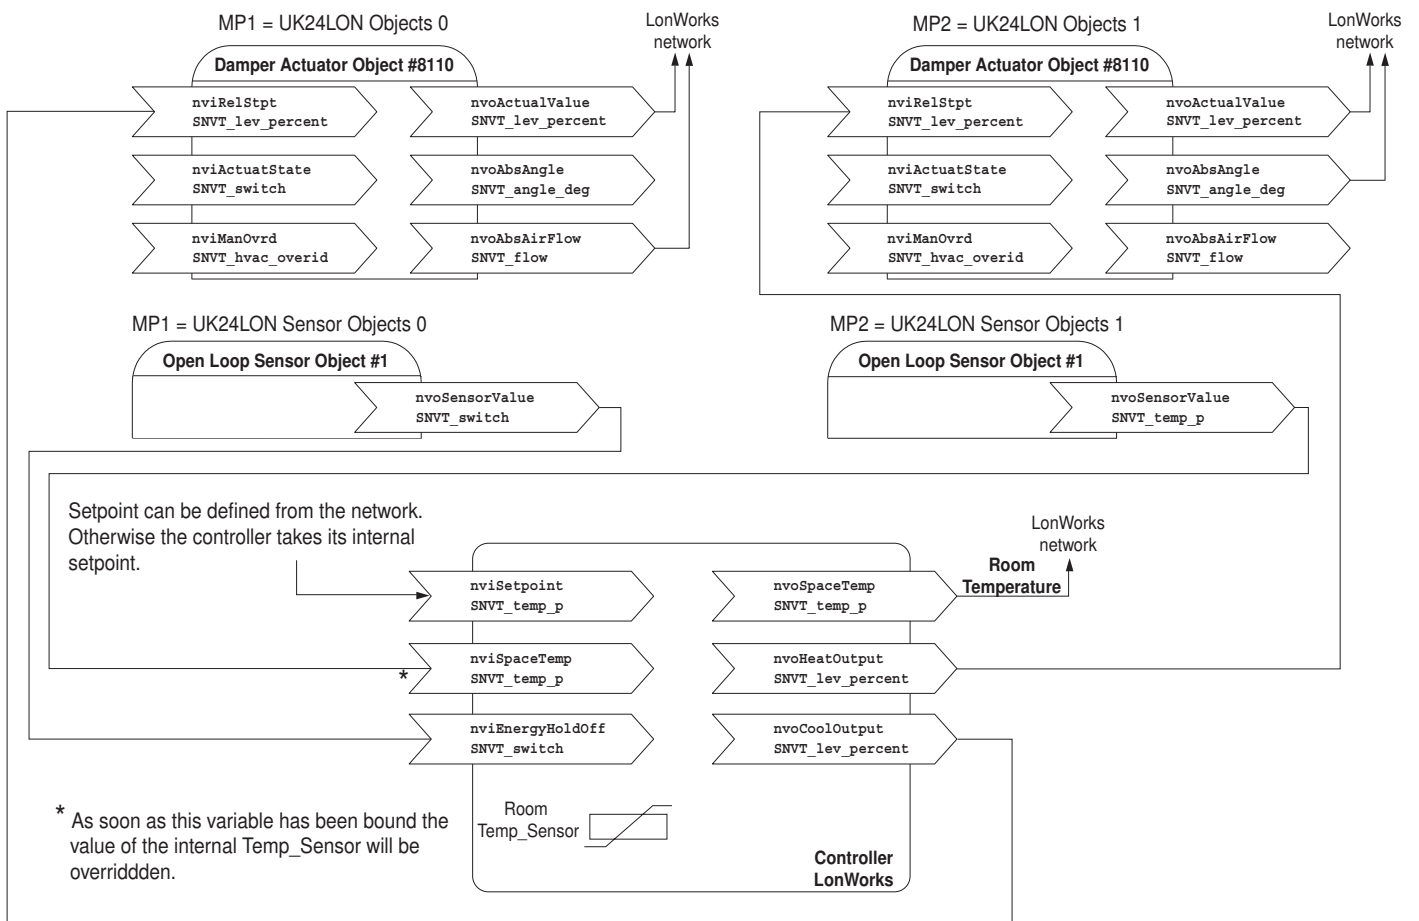 MP1 = UK24LON Objects 0
LonWorks
network
Damper Actuator Object #8110
nviRelStpt
SNVT_lev_percent
nvoActualValue
SNVT_lev_percent
nviActuatState
SNVT_switch
nvoAbsAngle
SNVT_angle_deg
nviManOvrd
SNVT_hvac_overid
nvoAbsAirFlow
SNVT_flow
MP2 = UK24LON Objects 1
LonWorks
network
Damper Actuator Object #8110
nviRelStpt
SNVT_lev_percent
nvoActualValue
SNVT_lev_percent
nviActuatState
SNVT_switch
nvoAbsAngle
SNVT_angle_deg
nviManOvrd
SNVT_hvac_overid
nvoAbsAirFlow
SNVT_flow
MP1 = UK24LON Sensor Objects 0
Open Loop Sensor Object #1
nvoSensorValue
SNVT_switch
MP2 = UK24LON Sensor Objects 1
Open Loop Sensor Object #1
nvoSensorValue
SNVT_temp_p
Setpoint can be defined from the network.
Otherwise the controller takes its internal
setpoint.
LonWorks
network
Room
Temperature
nviSetpoint
SNVT_temp_p
nvoSpaceTemp
SNVT_temp_p
nviSpaceTemp
SNVT_temp_p
*
nvoHeatOutput
SNVT_lev_percent
nviEnergyHoldOff
SNVT_switch
nvoCoolOutput
SNVT_lev_percent
Room
Temp_Sensor
Controller
LonWorks
* As soon as this variable has been bound the
value of the internal Temp_Sensor will be
overridddden.